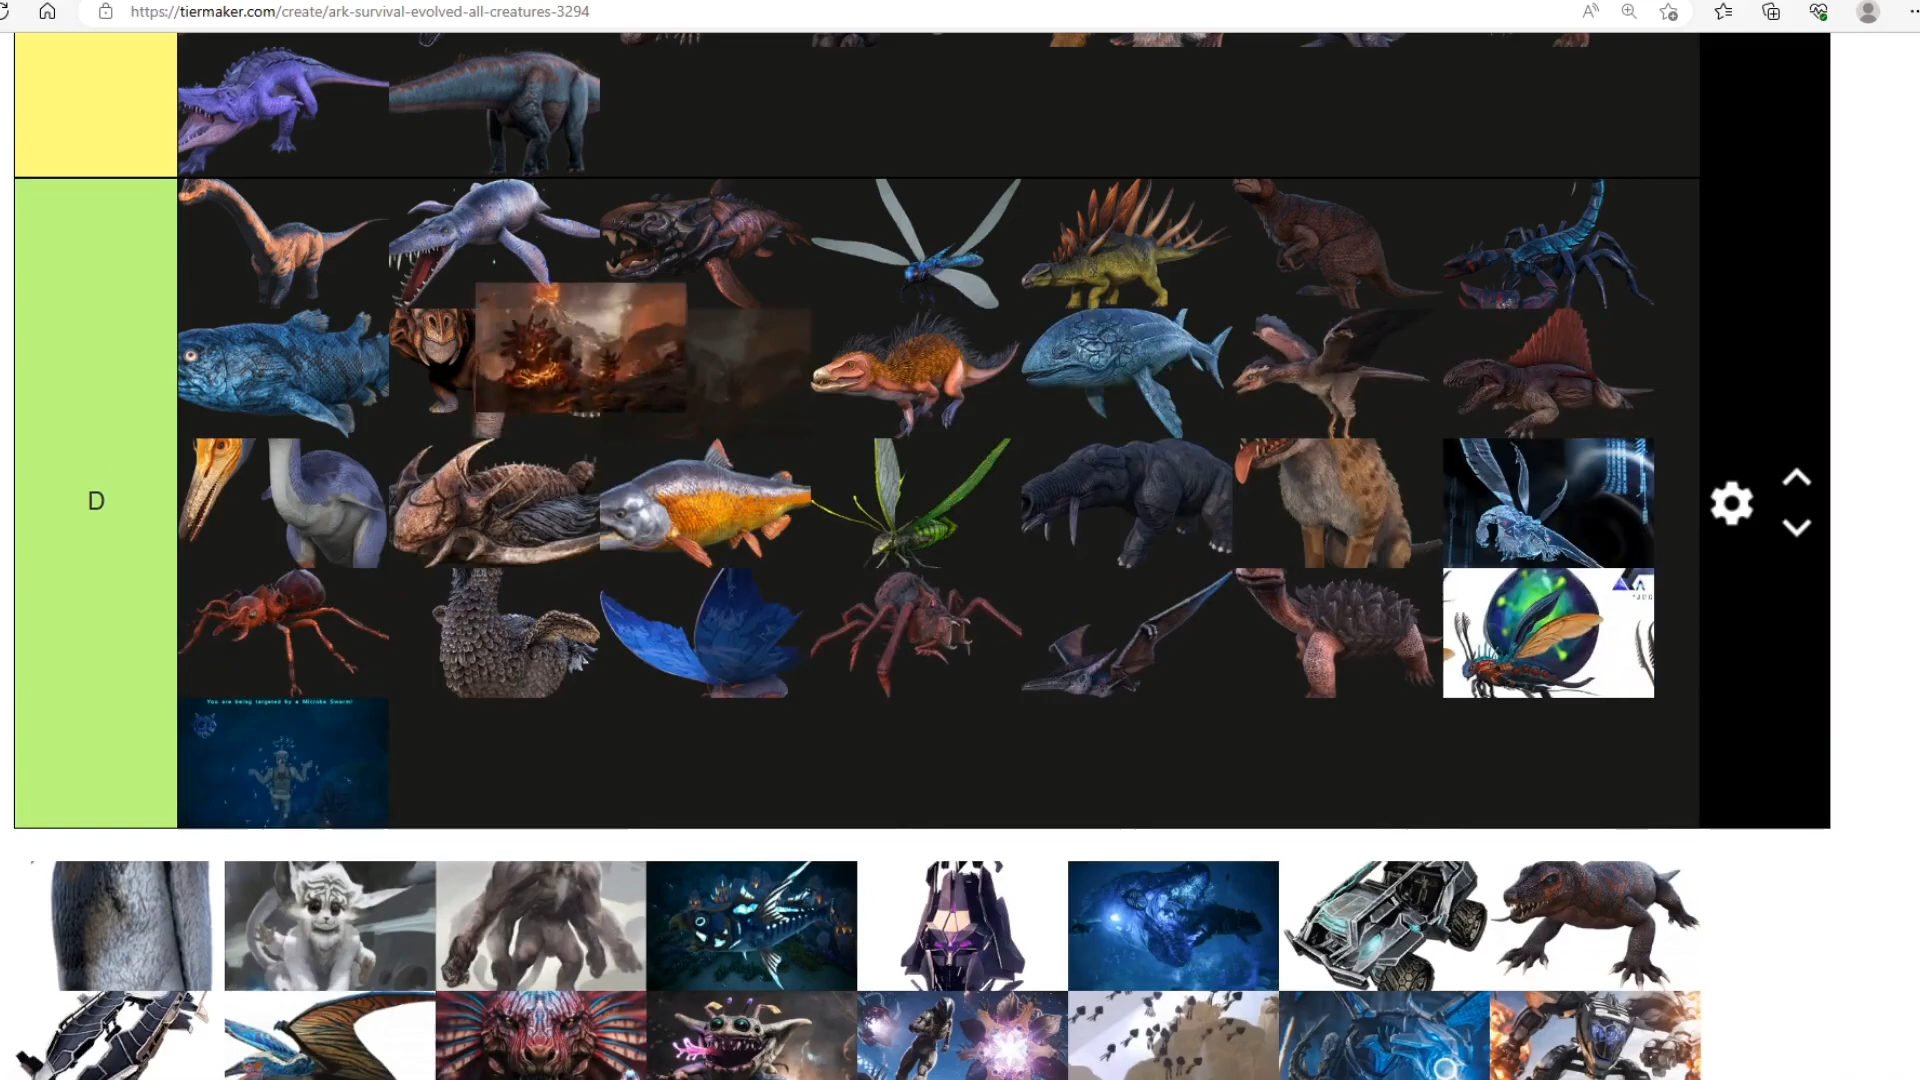 https://tiermaker.com/create/ark-survival-evolved-all-creatures-3294
D
You are being targeted by a Microbe Swarm!